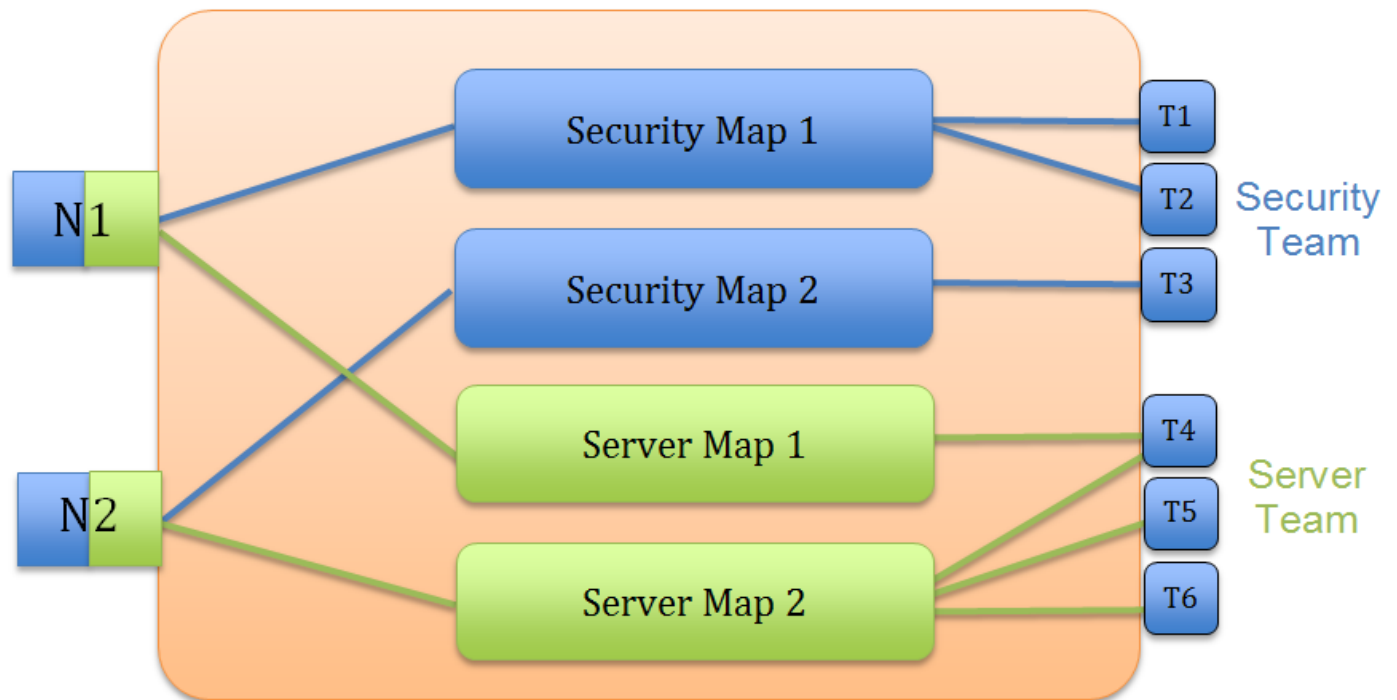 Security Map 1
T1
T2
Security
Team
N1
Security Map 2
T3
Server Map 1
T4
Server
Team
N2
T5
Server Map 2
T6